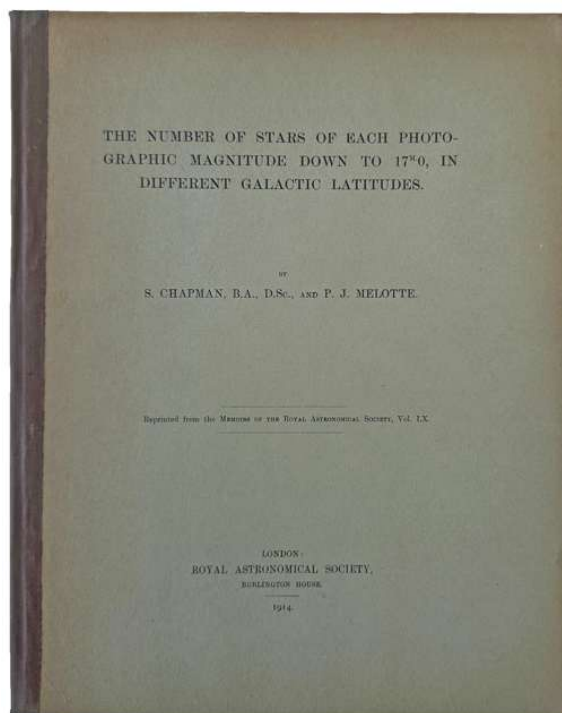 THE NUMBER OF STARS OF EACH PHOTO-
GRAPHIC MAGNITUDE DOWN TO 17ᴹ·0, IN
DIFFERENT GALACTIC LATITUDES.
BY
S. CHAPMAN, B.A., D.Sc., AND P. J. MELOTTE.
Reprinted from the MEMOIRS OF THE ROYAL ASTRONOMICAL SOCIETY, Vol. LX.
LONDON:
ROYAL ASTRONOMICAL SOCIETY,
BURLINGTON HOUSE.
1914.